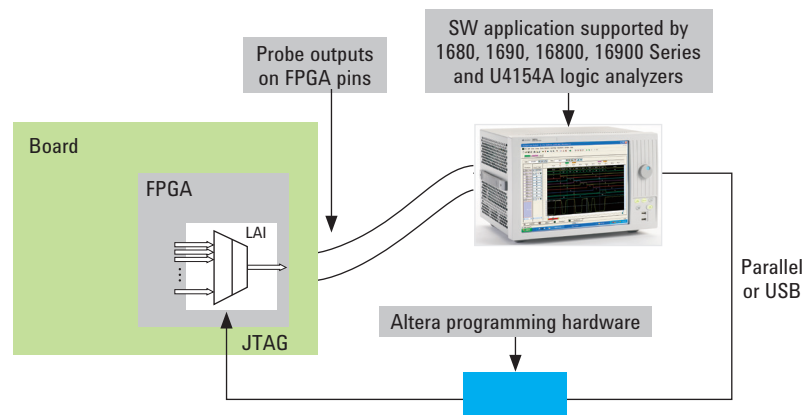 SW application supported by
1680, 1690, 16800, 16900 Series
and U4154A logic analyzers
Probe outputs
on FPGA pins
Board
FPGA
LAI
Parallel
or USB
Altera programming hardware
JTAG